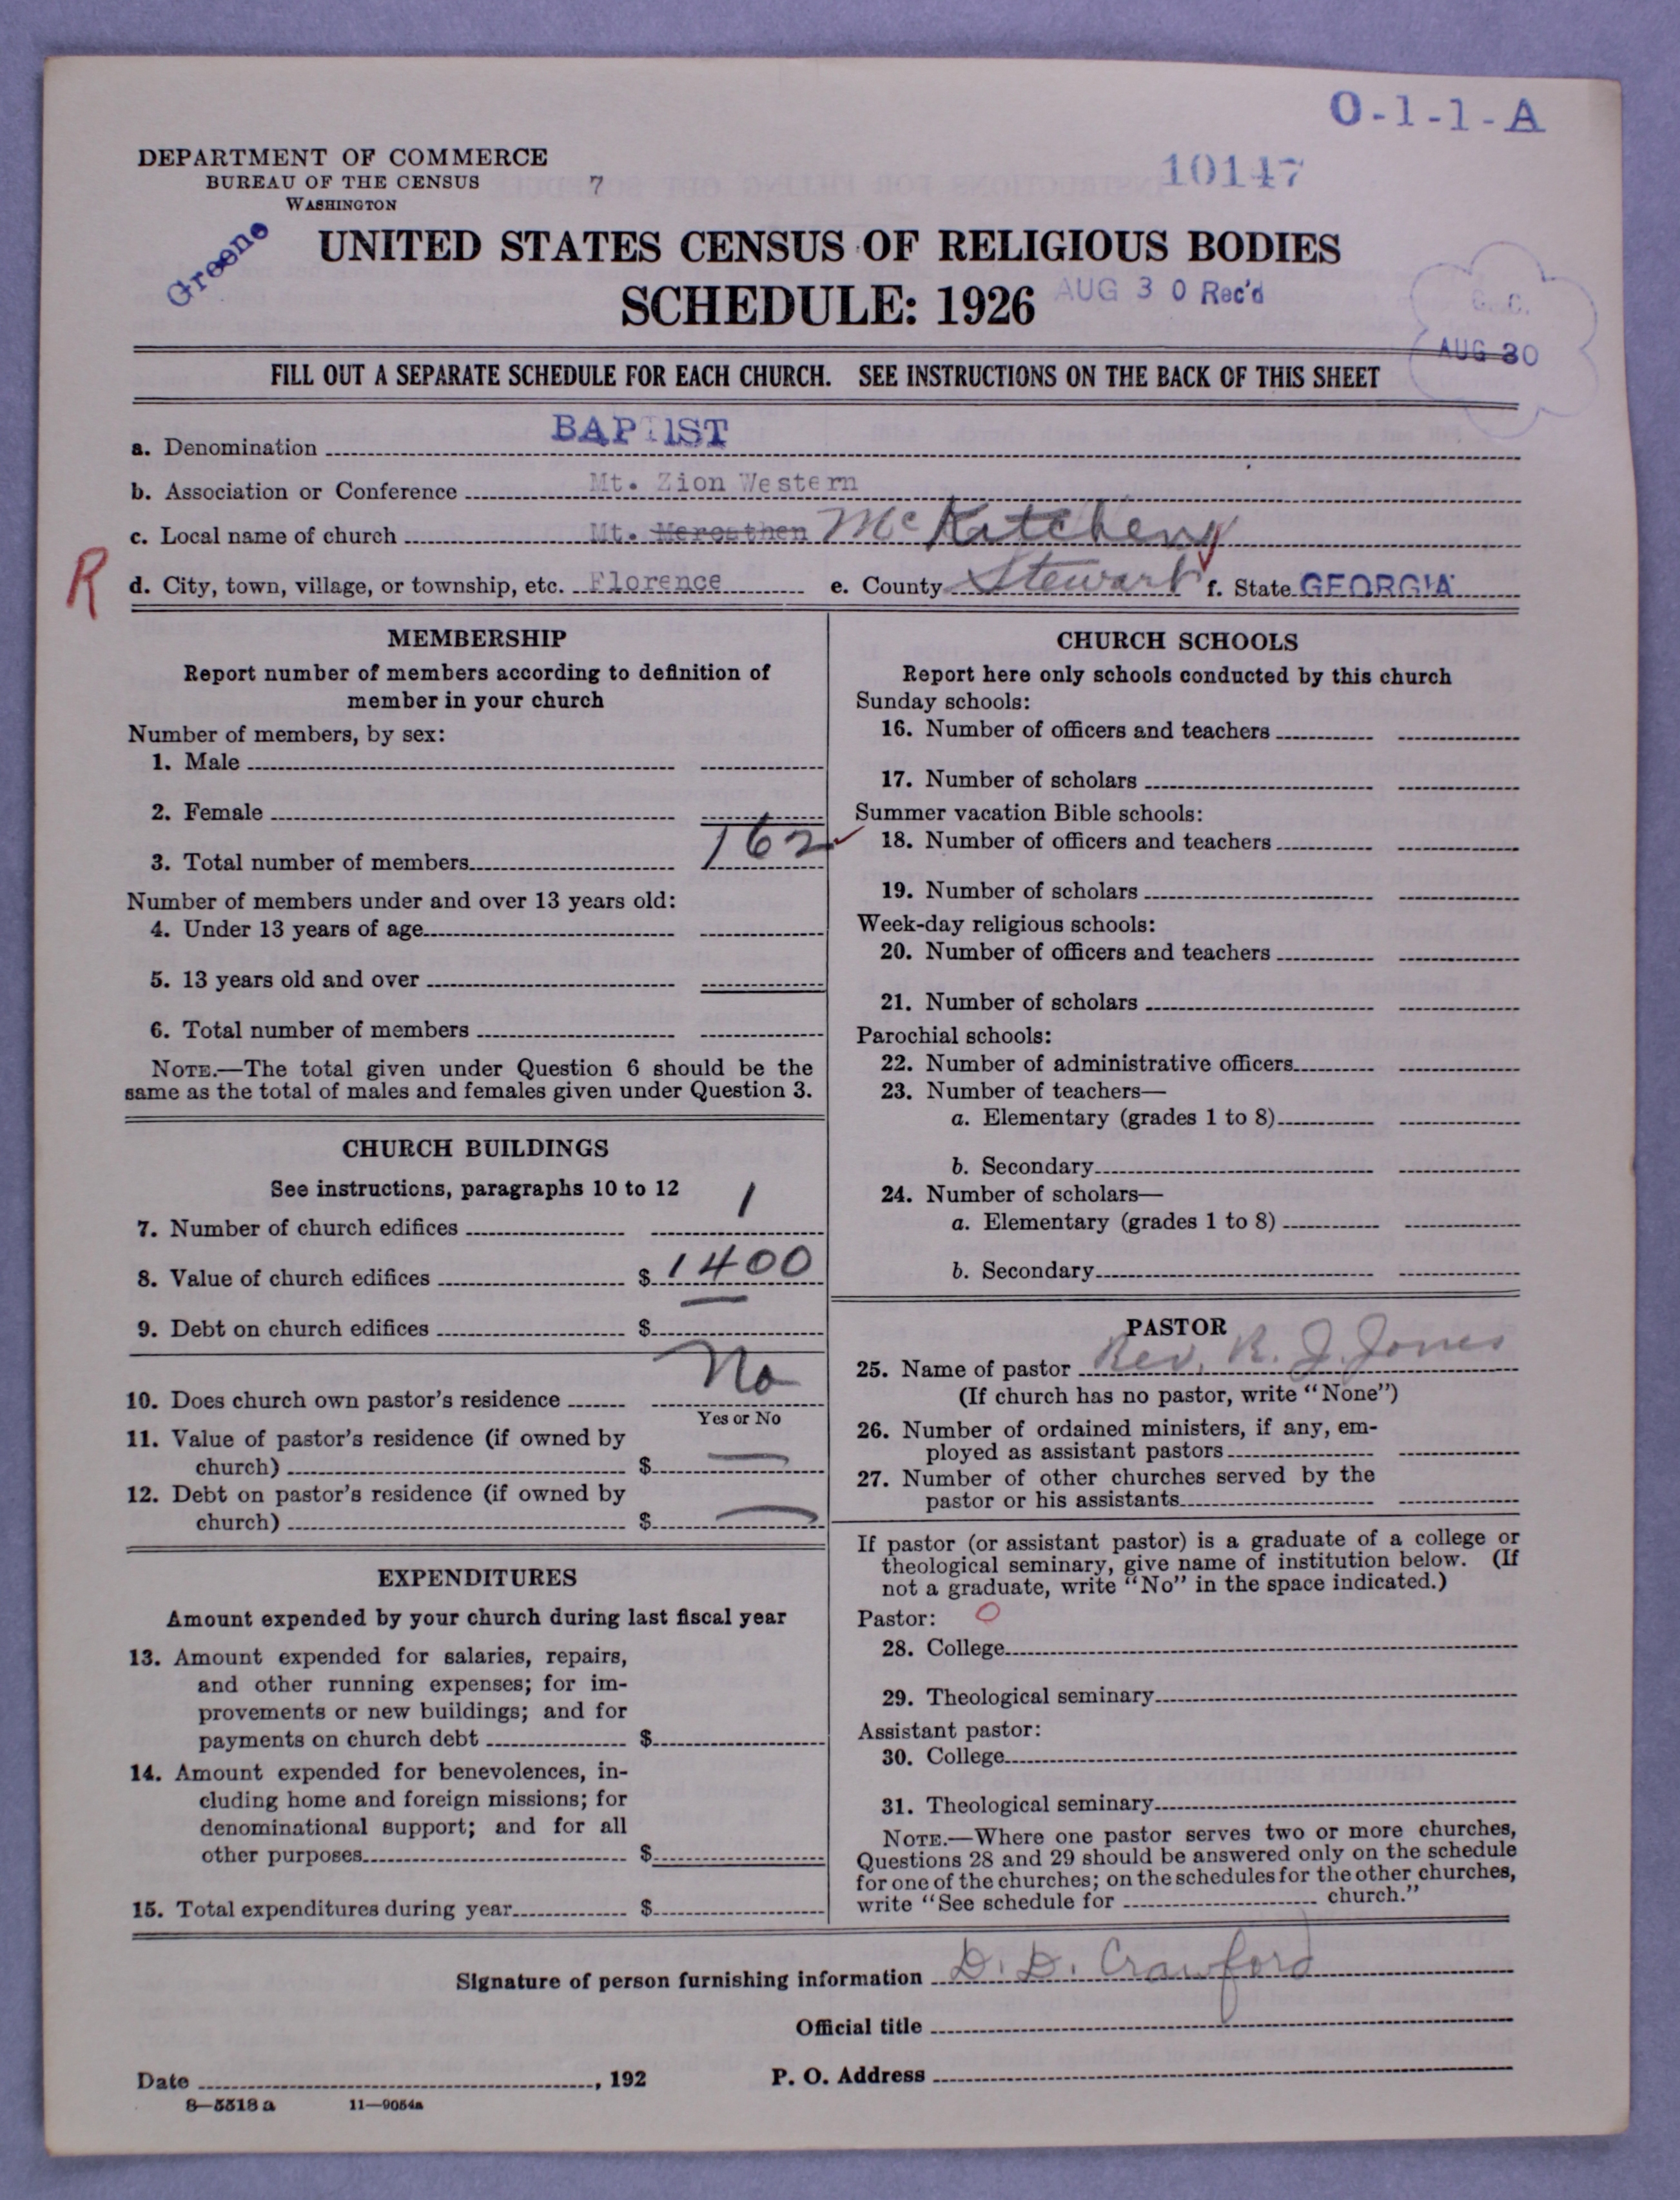 O-1-1-A
DEPARTMENT OF COMMERCE
BUREAU OF THE CENSUS
WASHINGTON
7
10147
Greene
UNITED STATES CENSUS OF RELIGIOUS BODIES
SCHEDULE: 1926
AUG 30 Rec'd
AUG 30
FILL OUT A SEPARATE SCHEDULE FOR EACH CHURCH. SEE INSTRUCTIONS ON THE BACK OF THIS SHEET
a. Denomination BAPTIST
b. Association or Conference Mt. Zion Western
c. Local name of church Mt. McKatcheny
R
d. City, town, village, or township, etc. Florence e. County Stewart f. State GEORGIA
MEMBERSHIP
Report number of members according to definition of
member in your church
Number of members, by sex:
1. Male
2. Female
3. Total number of members 162
Number of members under and over 13 years old:
4. Under 13 years of age
5. 13 years old and over
6. Total number of members
NOTE.—The total given under Question 6 should be the
same as the total of males and females given under Question 3.
CHURCH BUILDINGS
See instructions, paragraphs 10 to 12
7. Number of church edifices 1
8. Value of church edifices $ 1400
9. Debt on church edifices $ —
10. Does church own pastor's residence No
Yes or No
11. Value of pastor's residence (if owned by
church) $ —
12. Debt on pastor's residence (if owned by
church) $ —
EXPENDITURES
Amount expended by your church during last fiscal year
13. Amount expended for salaries, repairs,
and other running expenses; for im-
provements or new buildings; and for
payments on church debt $
14. Amount expended for benevolences, in-
cluding home and foreign missions; for
denominational support; and for all
other purposes $
15. Total expenditures during year $
CHURCH SCHOOLS
Report here only schools conducted by this church
Sunday schools:
16. Number of officers and teachers
17. Number of scholars
Summer vacation Bible schools:
18. Number of officers and teachers
19. Number of scholars
Week-day religious schools:
20. Number of officers and teachers
21. Number of scholars
Parochial schools:
22. Number of administrative officers
23. Number of teachers—
a. Elementary (grades 1 to 8)
b. Secondary
24. Number of scholars—
a. Elementary (grades 1 to 8)
b. Secondary
PASTOR
25. Name of pastor Rev. R. J. Jones
(If church has no pastor, write "None")
26. Number of ordained ministers, if any, em-
ployed as assistant pastors
27. Number of other churches served by the
pastor or his assistants
If pastor (or assistant pastor) is a graduate of a college or
theological seminary, give name of institution below. (If
not a graduate, write "No" in the space indicated.)
Pastor: O
28. College
29. Theological seminary
Assistant pastor:
30. College
31. Theological seminary
NOTE.—Where one pastor serves two or more churches,
Questions 28 and 29 should be answered only on the schedule
for one of the churches; on the schedules for the other churches,
write "See schedule for church."
Signature of person furnishing information D. D. Crawford
Official title
Date , 192 P. O. Address
8—5518 a 11—9054a